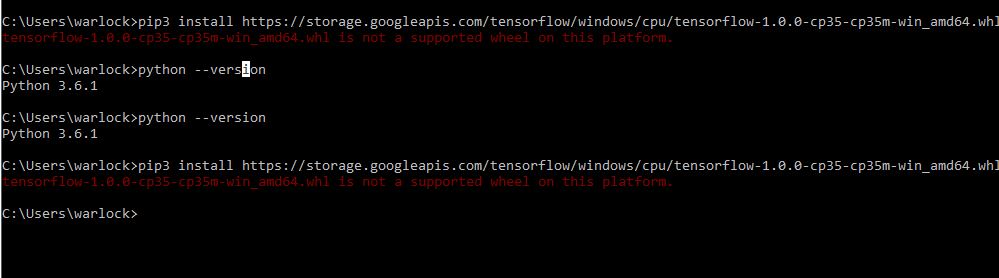 C:\Users\warlock>pip3 install https://storage.googleapis.com/tensorflow/windows/cpu/tensorflow-1.0.0-cp35-cp35m-win_amd64.whl
tensorflow-1.0.0-cp35-cp35m-win_amd64.whl is not a supported wheel on this platform.
C:\Users\warlock>python --version
Python 3.6.1
C:\Users\warlock>python --version
Python 3.6.1
C:\Users\warlock>pip3 install https://storage.googleapis.com/tensorflow/windows/cpu/tensorflow-1.0.0-cp35-cp35m-win_amd64.whl
tensorflow-1.0.0-cp35-cp35m-win_amd64.whl is not a supported wheel on this platform.
C:\Users\warlock>